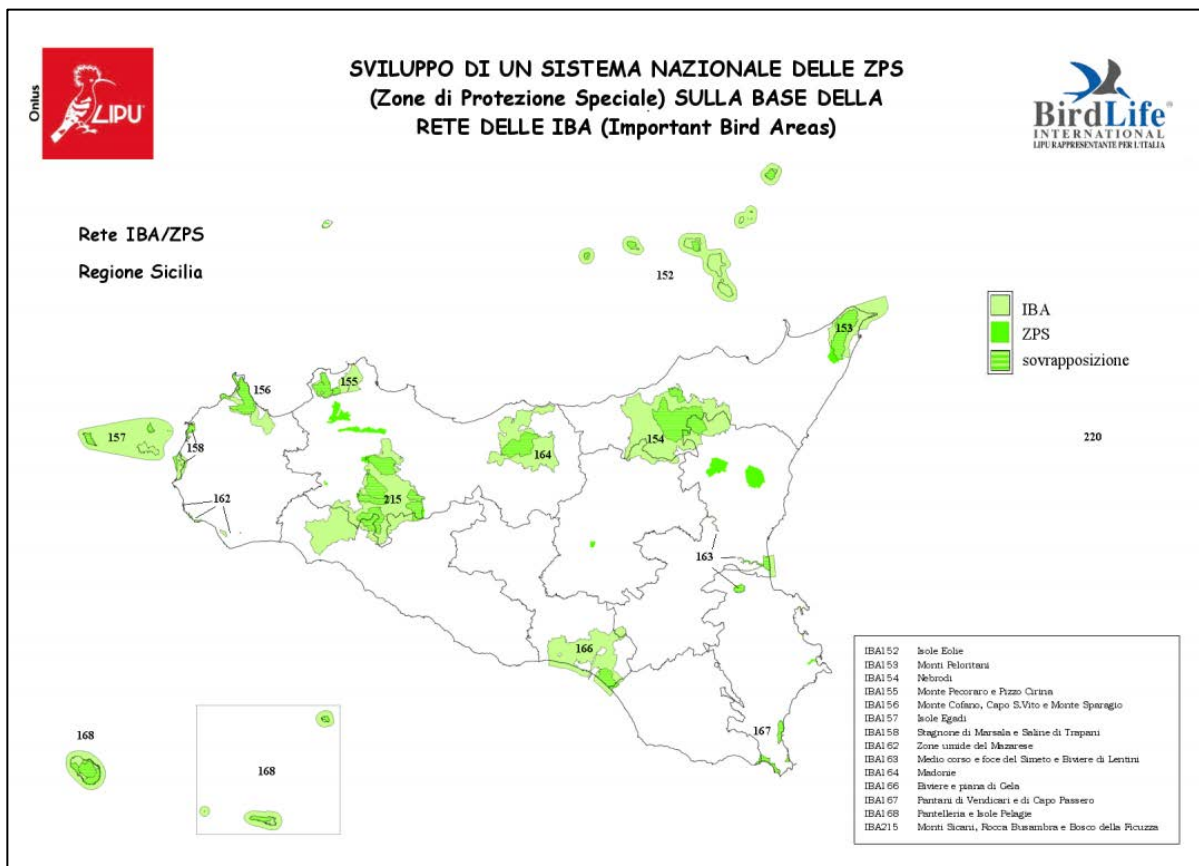 Onlus
LIPU
SVILUPPO DI UN SISTEMA NAZIONALE DELLE ZPS
(Zone di Protezione Speciale) SULLA BASE DELLA
RETE DELLE IBA (Important Bird Areas)
BirdLife®
INTERNATIONAL
LIPU RAPPRESENTANTE PER L'ITALIA
Rete IBA/ZPS
Regione Sicilia
152
IBA
ZPS
sovrapposizione
153
155
156
157
158
154
164
220
215
162
163
166
167
168
168
IBA152 Isole Eolie
IBA153 Monti Peloritani
IBA154 Nebrodi
IBA155 Monte Pecoraro e Pizzo Cirina
IBA156 Monte Cofano, Capo S.Vito e Monte Sparagio
IBA157 Isole Egadi
IBA158 Stagnone di Marsala e Saline di Trapani
IBA162 Zone umide del Mazarese
IBA163 Medio corso e foce del Simeto e Biviere di Lentini
IBA164 Madonie
IBA166 Biviere e piana di Gela
IBA167 Pantani di Vendicari e di Capo Passero
IBA168 Pantelleria e Isole Pelagie
IBA215 Monti Sicani, Rocca Busambra e Bosco della Ficuzza